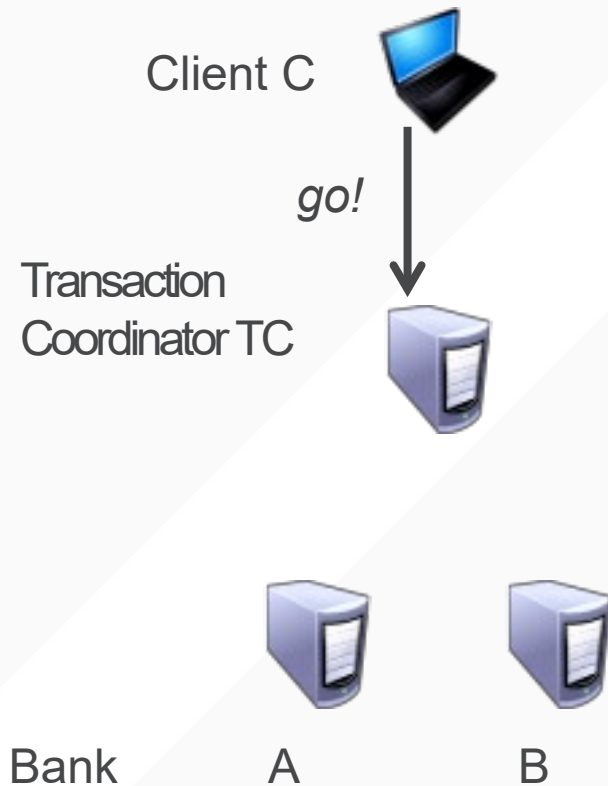 Client C
go!
Transaction
Coordinator TC
Bank A B